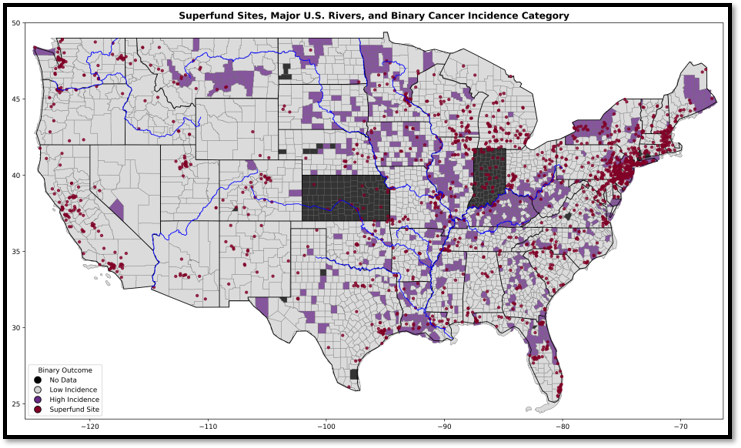 Superfund Sites, Major U.S. Rivers, and Binary Cancer Incidence Category
50
45
40
35
30
25
Binary Outcome
No Data
Low Incidence
High Incidence
Superfund Site
−120 −110 −100 −90 −80 −70